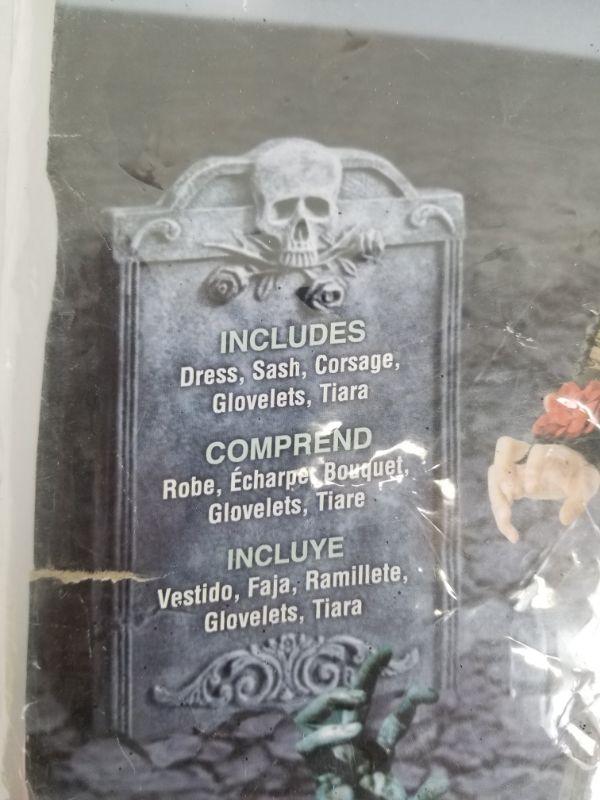 INCLUDES
Dress, Sash, Corsage,
Glovelets, Tiara
COMPREND
Robe, Écharpe, Bouquet,
Glovelets, Tiare
INCLUYE
Vestido, Faja, Ramillete,
Glovelets, Tiara